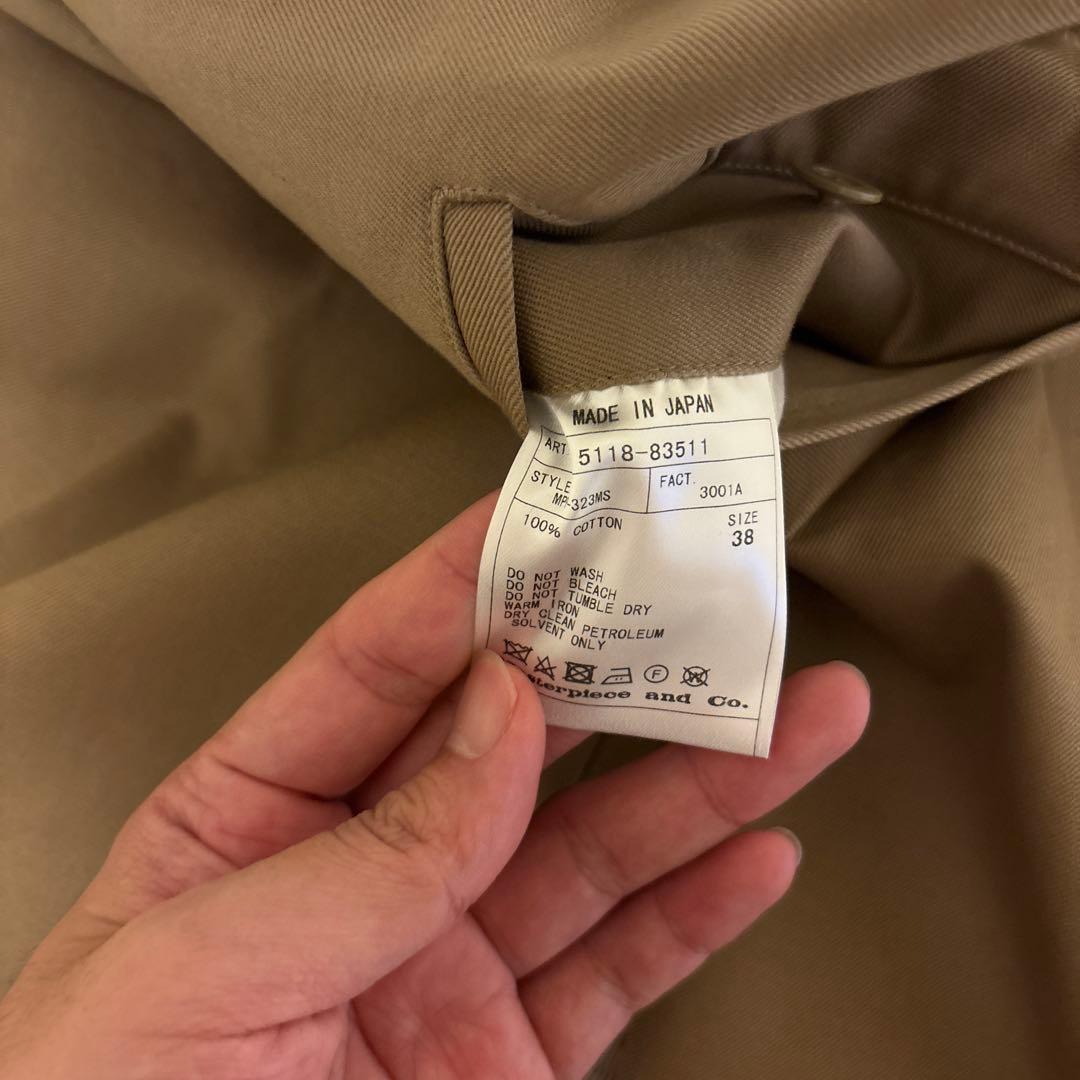 MADE IN JAPAN
ART. 5118-83511
STYLE FACT.
323MS 3001A
100% COTTON SIZE
38
DO NOT WASH
DO NOT BLEACH
DO NOT TUMBLE DRY
WARM IRON
DRY CLEAN PETROLEUM
SOLVENT ONLY
F W
sterpiece and Co.